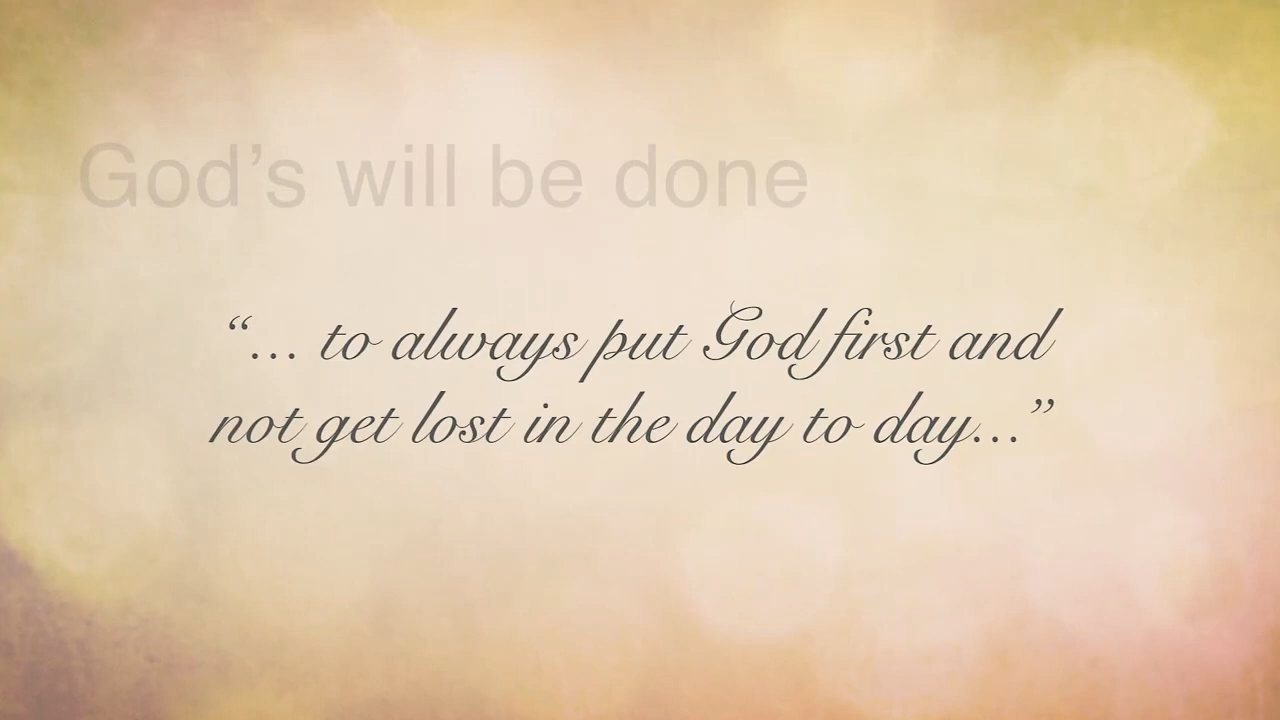 God’s will be done
“... to always put God first and
not get lost in the day to day...”